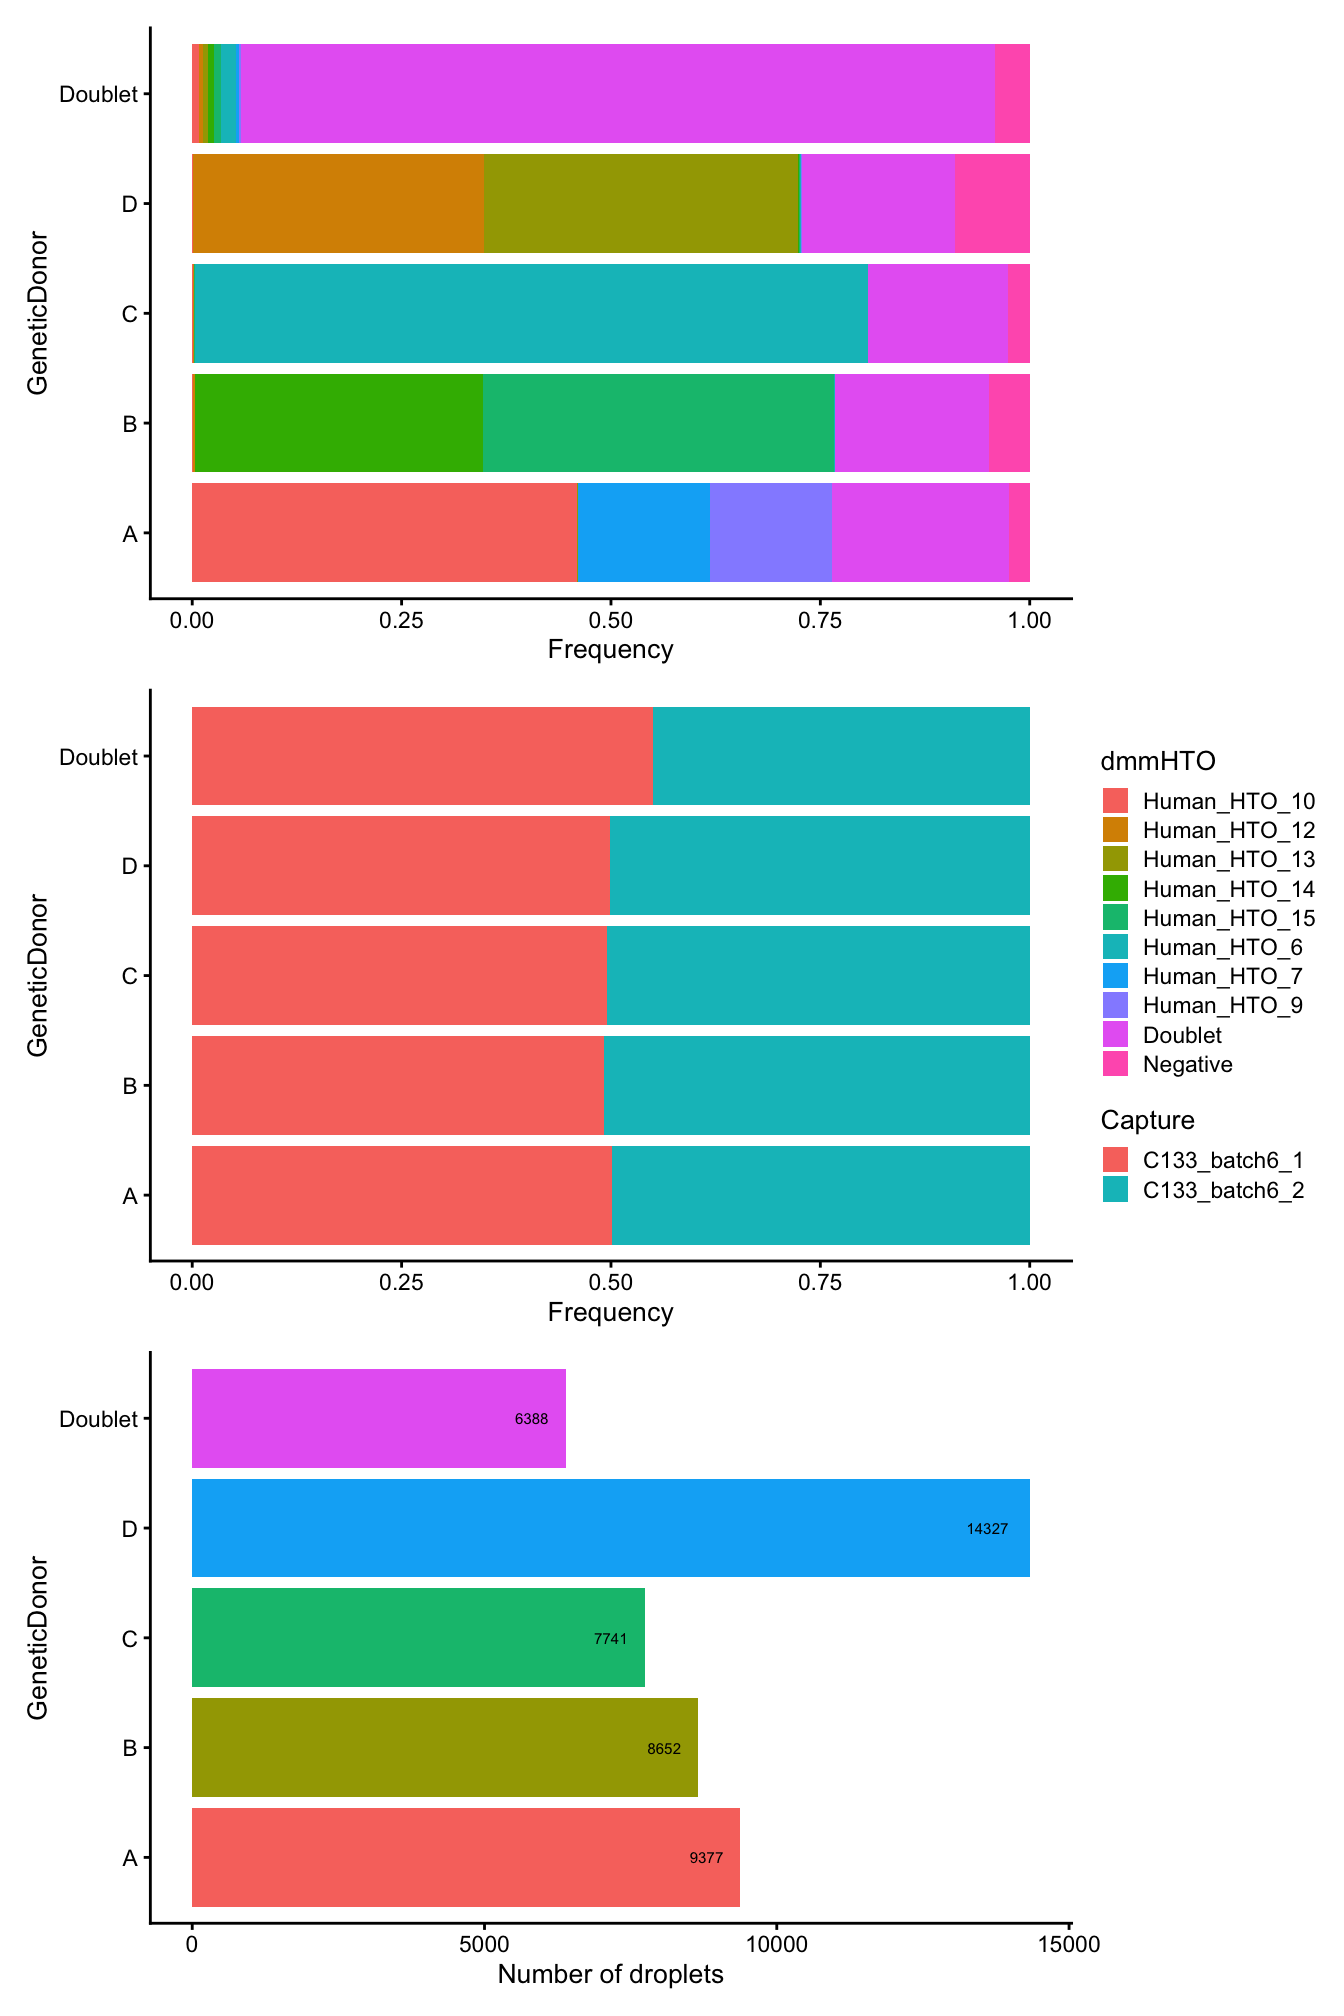 GeneticDonor
Doublet
D
C
B
A
0.00 0.25 0.50 0.75 1.00
Frequency
GeneticDonor
Doublet
D
C
B
A
0.00 0.25 0.50 0.75 1.00
Frequency
dmmHTO
Human_HTO_10
Human_HTO_12
Human_HTO_13
Human_HTO_14
Human_HTO_15
Human_HTO_6
Human_HTO_7
Human_HTO_9
Doublet
Negative
Capture
C133_batch6_1
C133_batch6_2
GeneticDonor
Doublet 6388
D 14327
C 7741
B 8652
A 9377
0 5000 10000 15000
Number of droplets